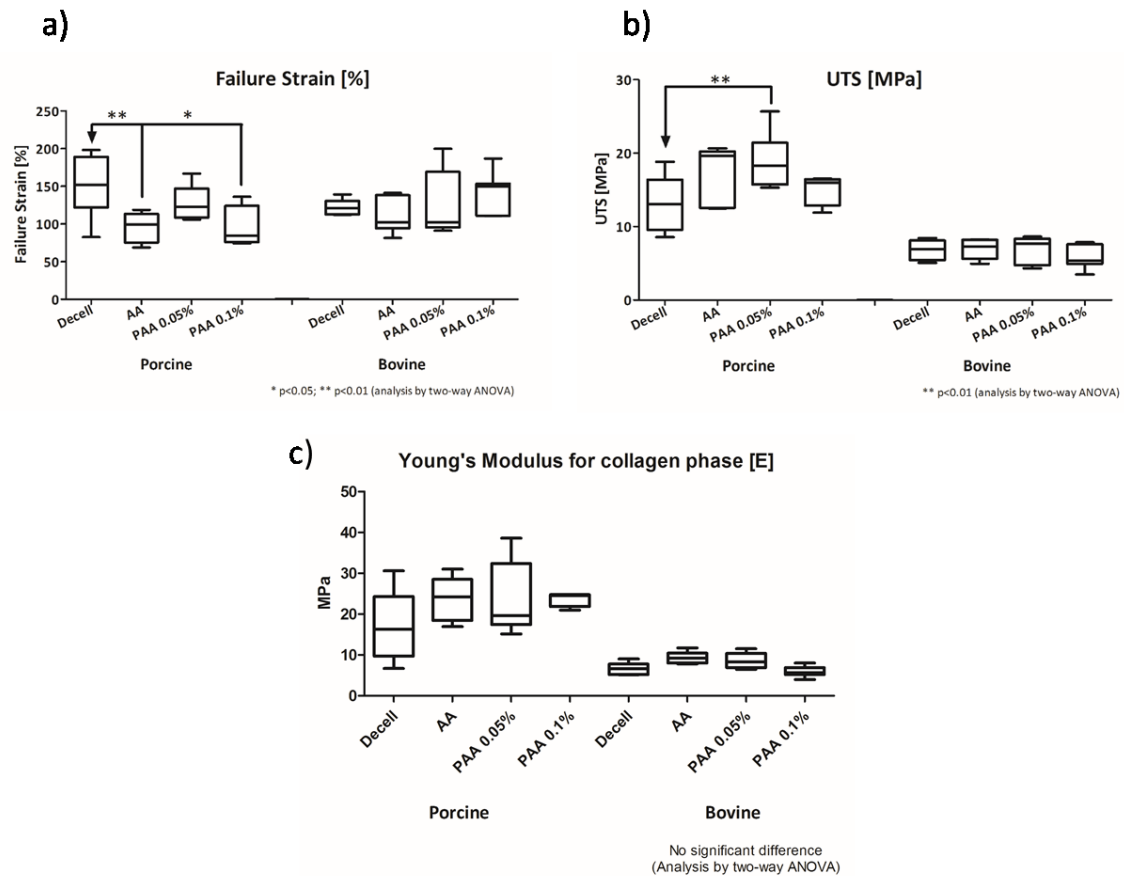 a)
Failure Strain [%]
Failure Strain [%]
250
200
150
100
50
0
** *
Decell AA PAA 0.05% PAA 0.1% Decell AA PAA 0.05% PAA 0.1%
Porcine Bovine
* p<0.05; ** p<0.01 (analysis by two-way ANOVA)
b)
UTS [MPa]
UTS [MPa]
30
20
10
0
**
Decell AA PAA 0.05% PAA 0.1% Decell AA PAA 0.05% PAA 0.1%
Porcine Bovine
** p<0.01 (analysis by two-way ANOVA)
c)
Young's Modulus for collagen phase [E]
MPa
50
40
30
20
10
0
Decell AA PAA 0.05% PAA 0.1% Decell AA PAA 0.05% PAA 0.1%
Porcine Bovine
No significant difference
(Analysis by two-way ANOVA)